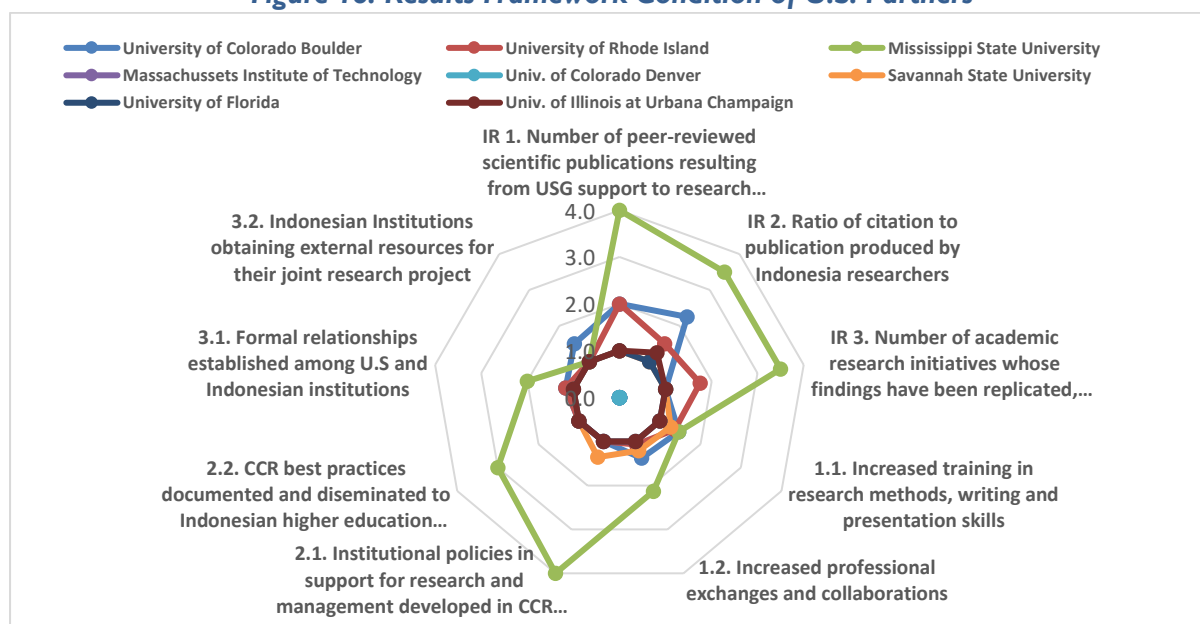 University of Colorado Boulder
University of Rhode Island
Mississippi State University
Massachussets Institute of Technology
Univ. of Colorado Denver
Savannah State University
University of Florida
Univ. of Illinois at Urbana Champaign
IR 1. Number of peer-reviewed
scientific publications resulting
from USG support to research…
IR 2. Ratio of citation to
publication produced by
Indonesia researchers
IR 3. Number of academic
research initiatives whose
findings have been replicated,…
1.1. Increased training in
research methods, writing and
presentation skills
1.2. Increased professional
exchanges and collaborations
2.1. Institutional policies in
support for research and
management developed in CCR…
2.2. CCR best practices
documented and diseminated to
Indonesian higher education…
3.1. Formal relationships
established among U.S and
Indonesian institutions
3.2. Indonesian Institutions
obtaining external resources for
their joint research project
4.0
3.0
2.0
1.0
0.0